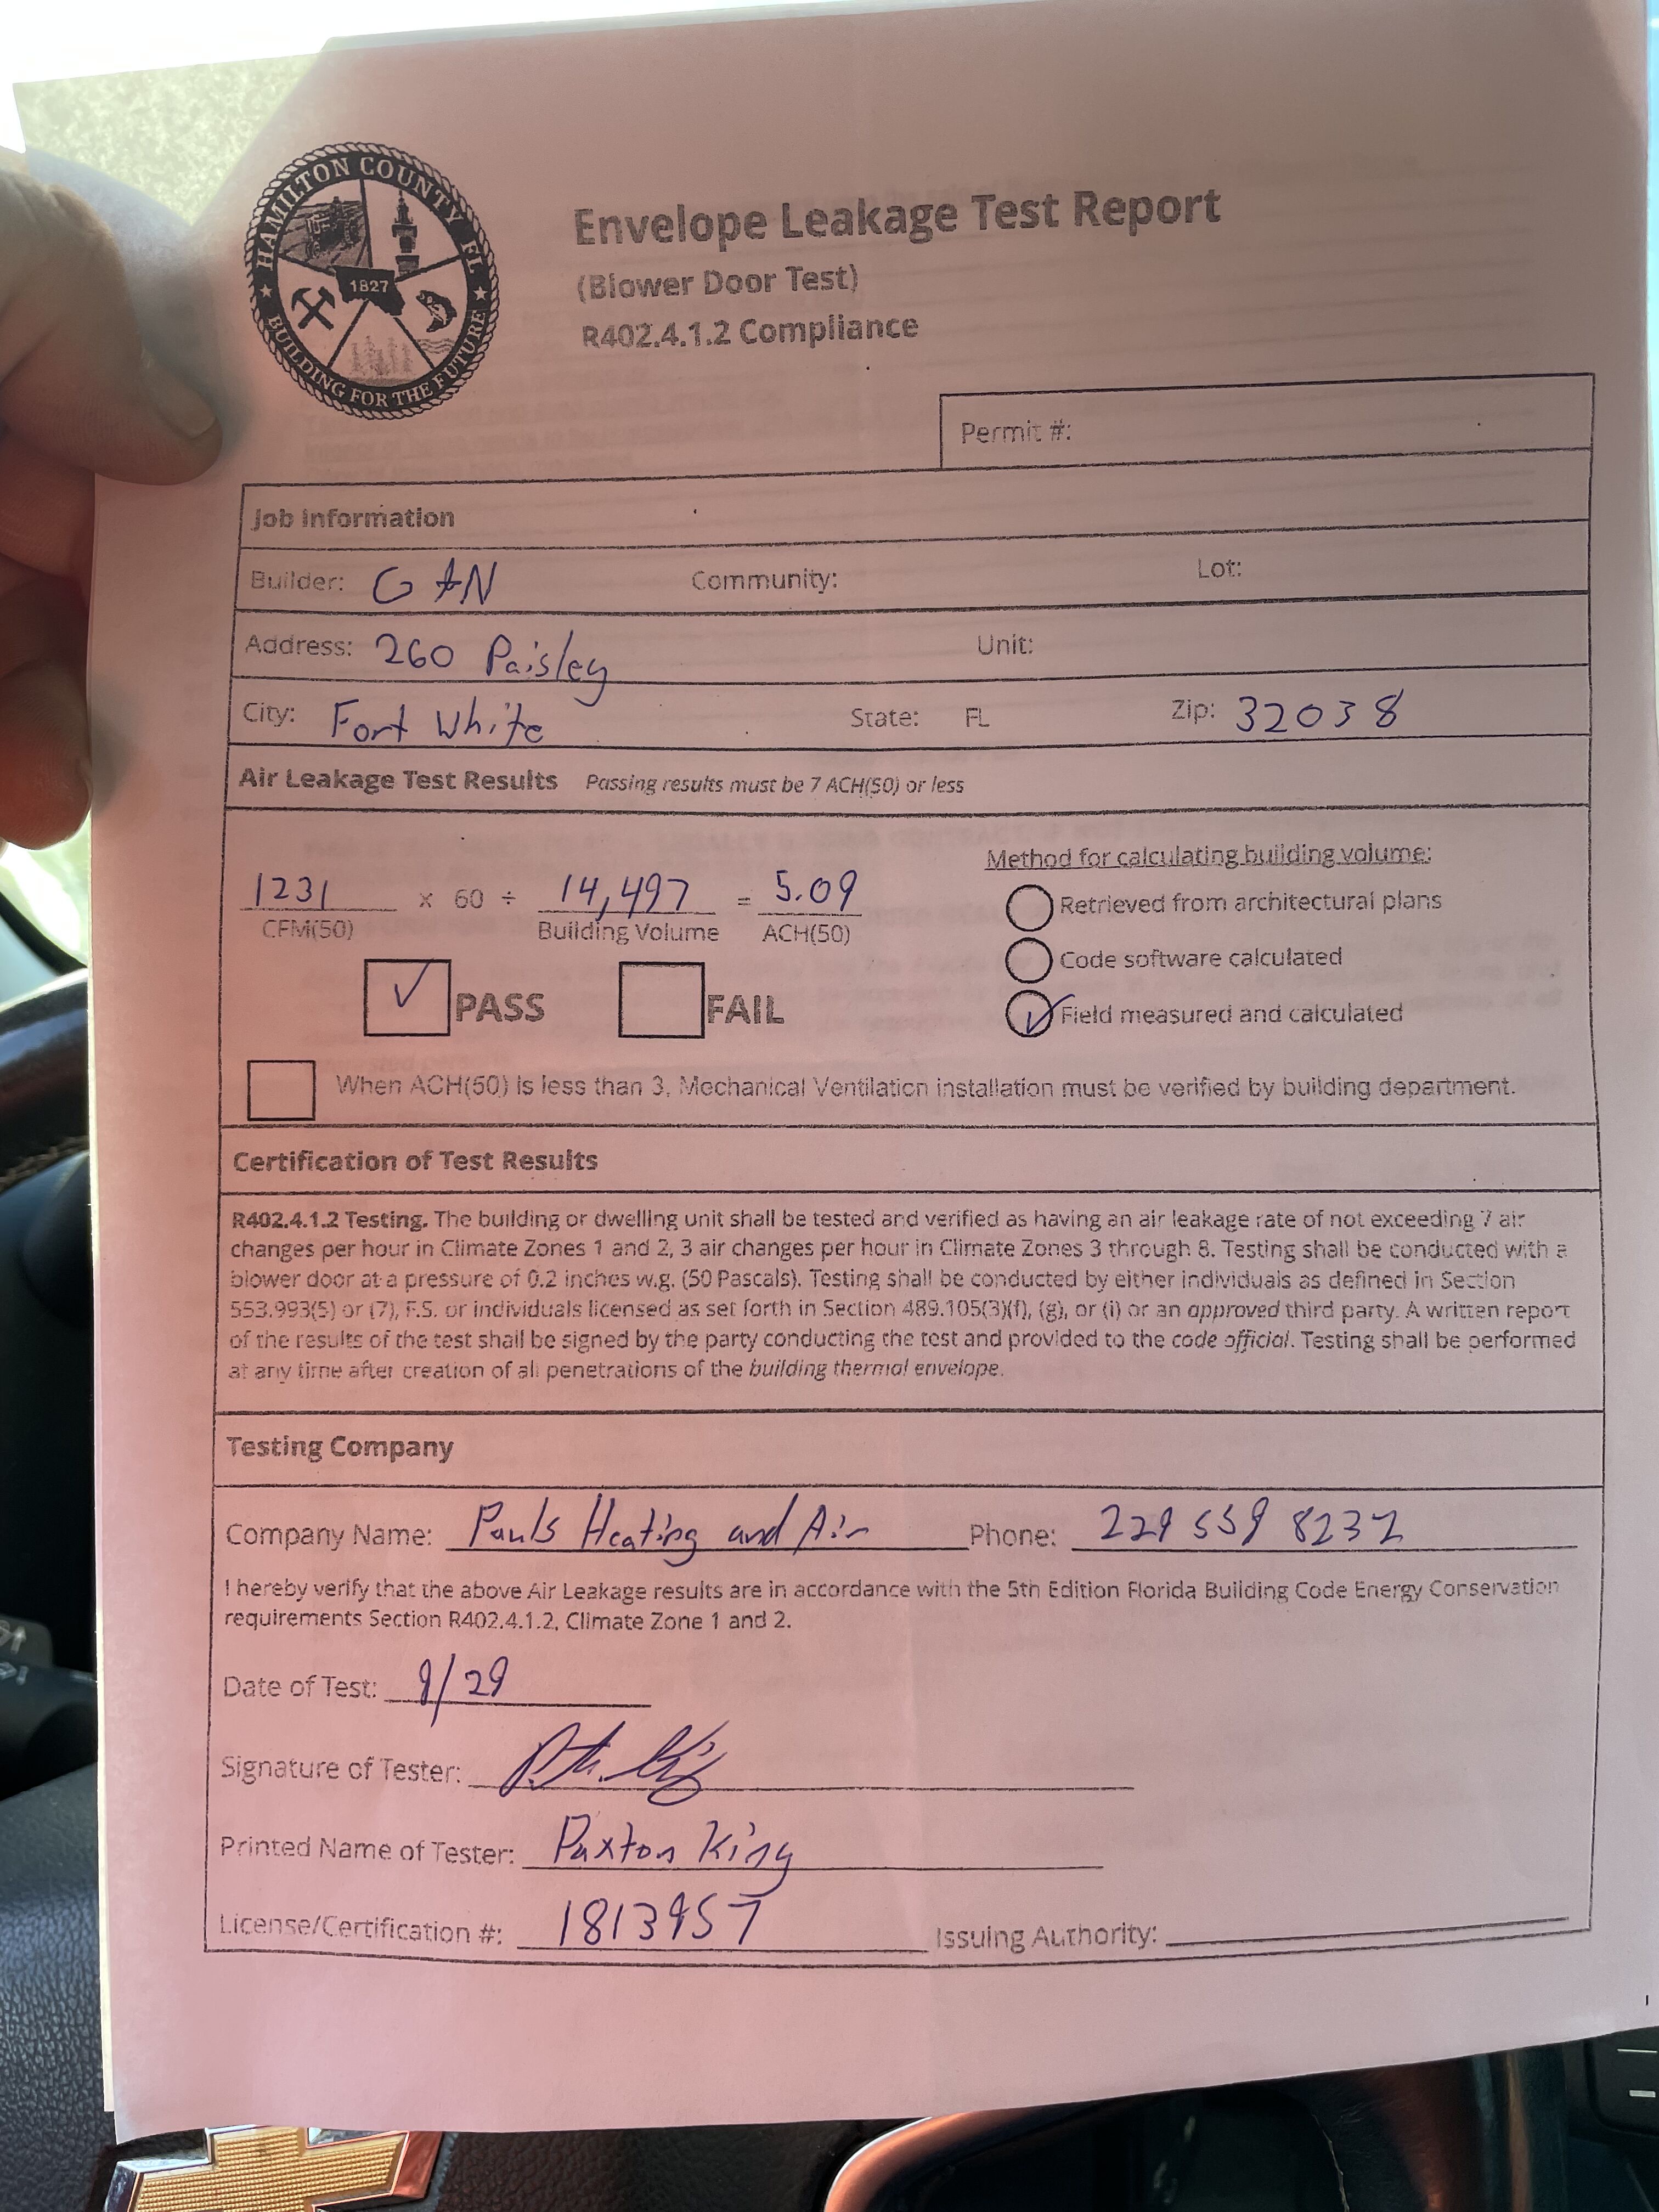 HAMILTON COUNTY, FL
1827
BUILDING FOR THE FUTURE
Envelope Leakage Test Report
(Blower Door Test)
R402.4.1.2 Compliance
Permit #:
Job Information
Builder: G&N Community: Lot:
Address: 260 Paisley Unit:
City: Fort White State: FL Zip: 32038
Air Leakage Test Results Passing results must be 7 ACH(50) or less
Method for calculating building volume:
1231 x 60 ÷ 14,497 = 5.09
CFM(50) Building Volume ACH(50)
Retrieved from architectural plans
Code software calculated
Field measured and calculated
PASS FAIL
When ACH(50) is less than 3, Mechanical Ventilation installation must be verified by building department.
Certification of Test Results
R402.4.1.2 Testing. The building or dwelling unit shall be tested and verified as having an air leakage rate of not exceeding 7 air
changes per hour in Climate Zones 1 and 2, 3 air changes per hour in Climate Zones 3 through 8. Testing shall be conducted with a
blower door at a pressure of 0.2 inches w.g. (50 Pascals). Testing shall be conducted by either individuals as defined in Section
553.993(5) or (7), F.S. or individuals licensed as set forth in Section 489.105(3)(f), (g), or (i) or an approved third party. A written report
of the results of the test shall be signed by the party conducting the test and provided to the code official. Testing shall be performed
at any time after creation of all penetrations of the building thermal envelope.
Testing Company
Company Name: Pauls Heating and Air Phone: 229 559 8232
I hereby verify that the above Air Leakage results are in accordance with the 5th Edition Florida Building Code Energy Conservation
requirements Section R402.4.1.2, Climate Zone 1 and 2.
Date of Test: 9/29
Signature of Tester:
Printed Name of Tester: Paxton King
License/Certification #: 1813957 Issuing Authority: